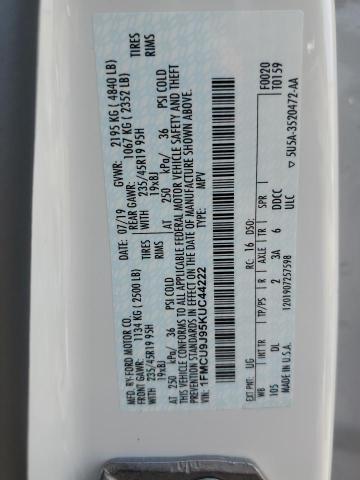 MFD. BY-FORD MOTOR CO.
07/19 GVWR: 2195 KG ( 4840 LB)
FRONT GAWR: REAR GAWR:
1134 KG ( 2500 LB) 1067 KG ( 2352 LB)
235/45R19 95H TIRES 235/45R19 95H TIRES
WITH 19x8J RIMS WITH 19x8J RIMS
AT 250 kPa/ 36 PSI COLD AT 250 kPa/ 36 PSI COLD
THIS VEHICLE CONFORMS TO ALL APPLICABLE FEDERAL MOTOR VEHICLE SAFETY AND THEFT
PREVENTION STANDARDS IN EFFECT ON THE DATE OF MANUFACTURE SHOWN ABOVE.
VIN: 1FMCU9J95KUC44222
TYPE: MPV
F0020
T0159
EXT PNT: UG RC: 16 DSO:
WB INT TR TP/PS R AXLE TR SPR
105 DL 2 3A 6 DDCC
ULC 5U5A-3520472-AA
MADE IN U.S.A. 1201907257598